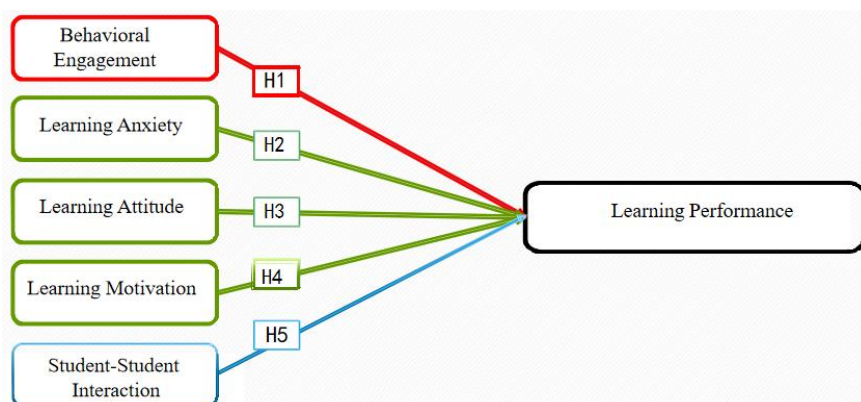 Behavioral
Engagement
H1
Learning Anxiety
H2
Learning Attitude
H3
Learning Performance
Learning Motivation
H4
H5
Student-Student
Interaction